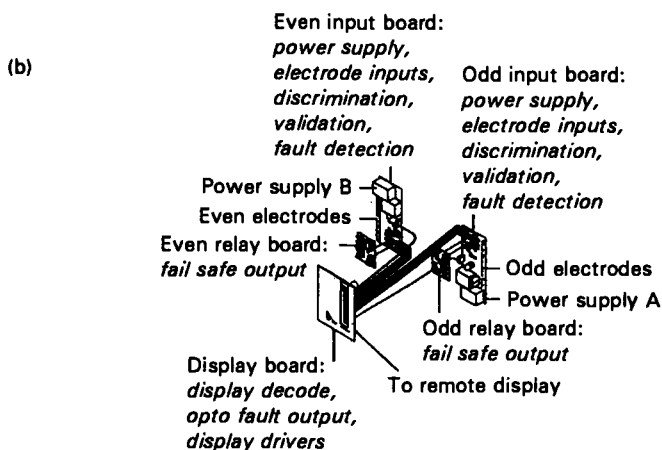 (b)
Even input board:
power supply,
electrode inputs,
discrimination,
validation,
fault detection
Odd input board:
power supply,
electrode inputs,
discrimination,
validation,
fault detection
Power supply B
Even electrodes
Even relay board:
fail safe output
Odd electrodes
Power supply A
Odd relay board:
fail safe output
Display board:
display decode,
opto fault output,
display drivers
To remote display